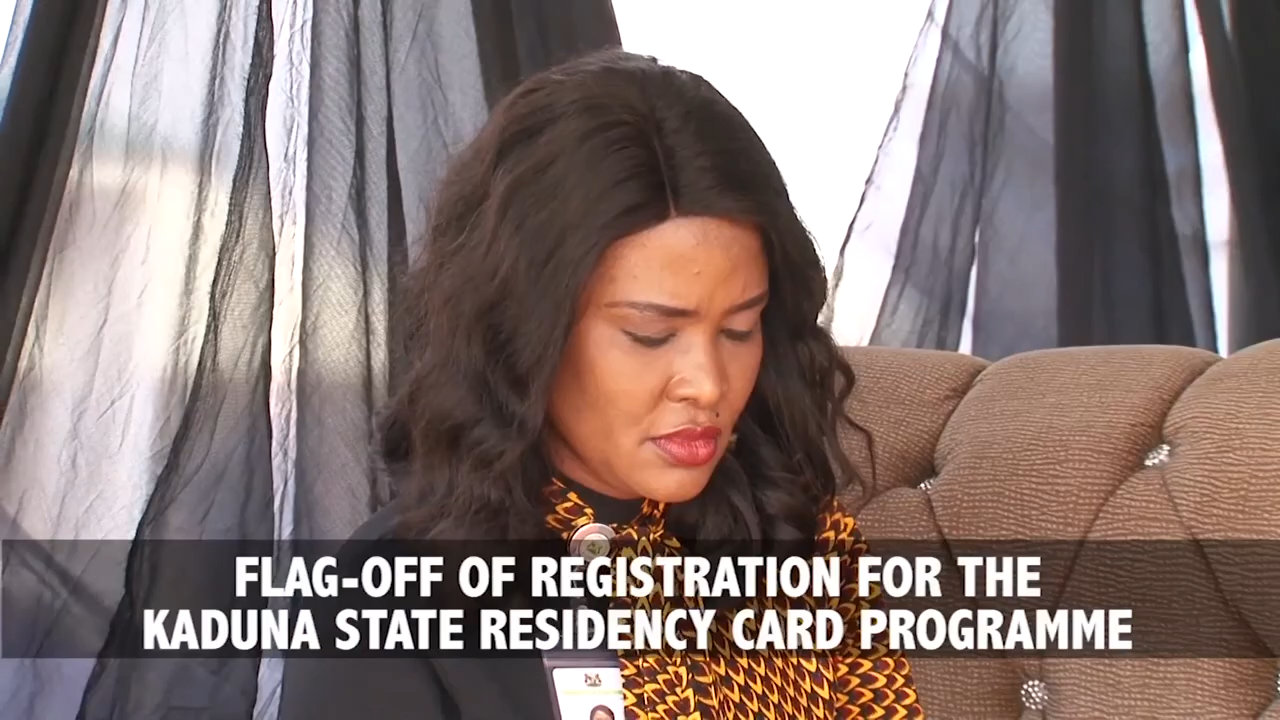 FLAG-OFF OF REGISTRATION FOR THE
KADUNA STATE RESIDENCY CARD PROGRAMME